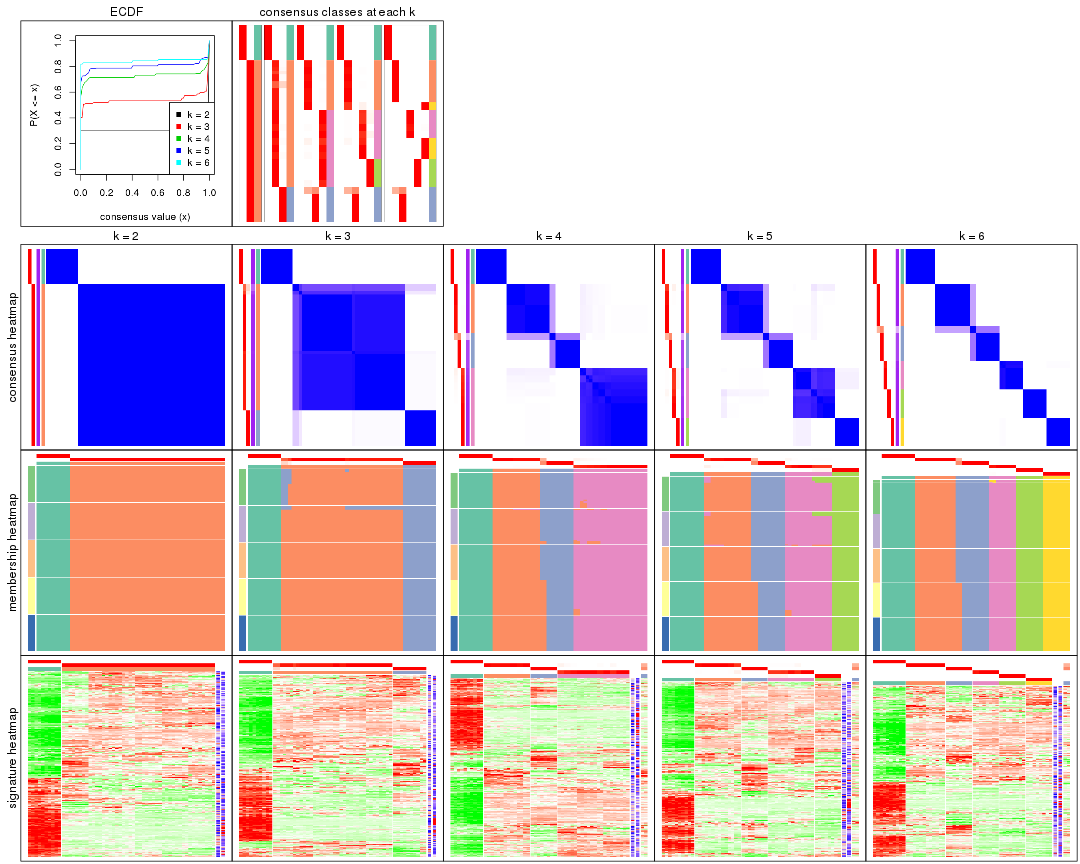 ECDF
consensus classes at each k
P(X <= x)
0.0 0.2 0.4 0.6 0.8 1.0
k = 2
k = 3
k = 4
k = 5
k = 6
0.0 0.2 0.4 0.6 0.8 1.0
consensus value (x)
k = 2
k = 3
k = 4
k = 5
k = 6
consensus heatmap
membership heatmap
signature heatmap